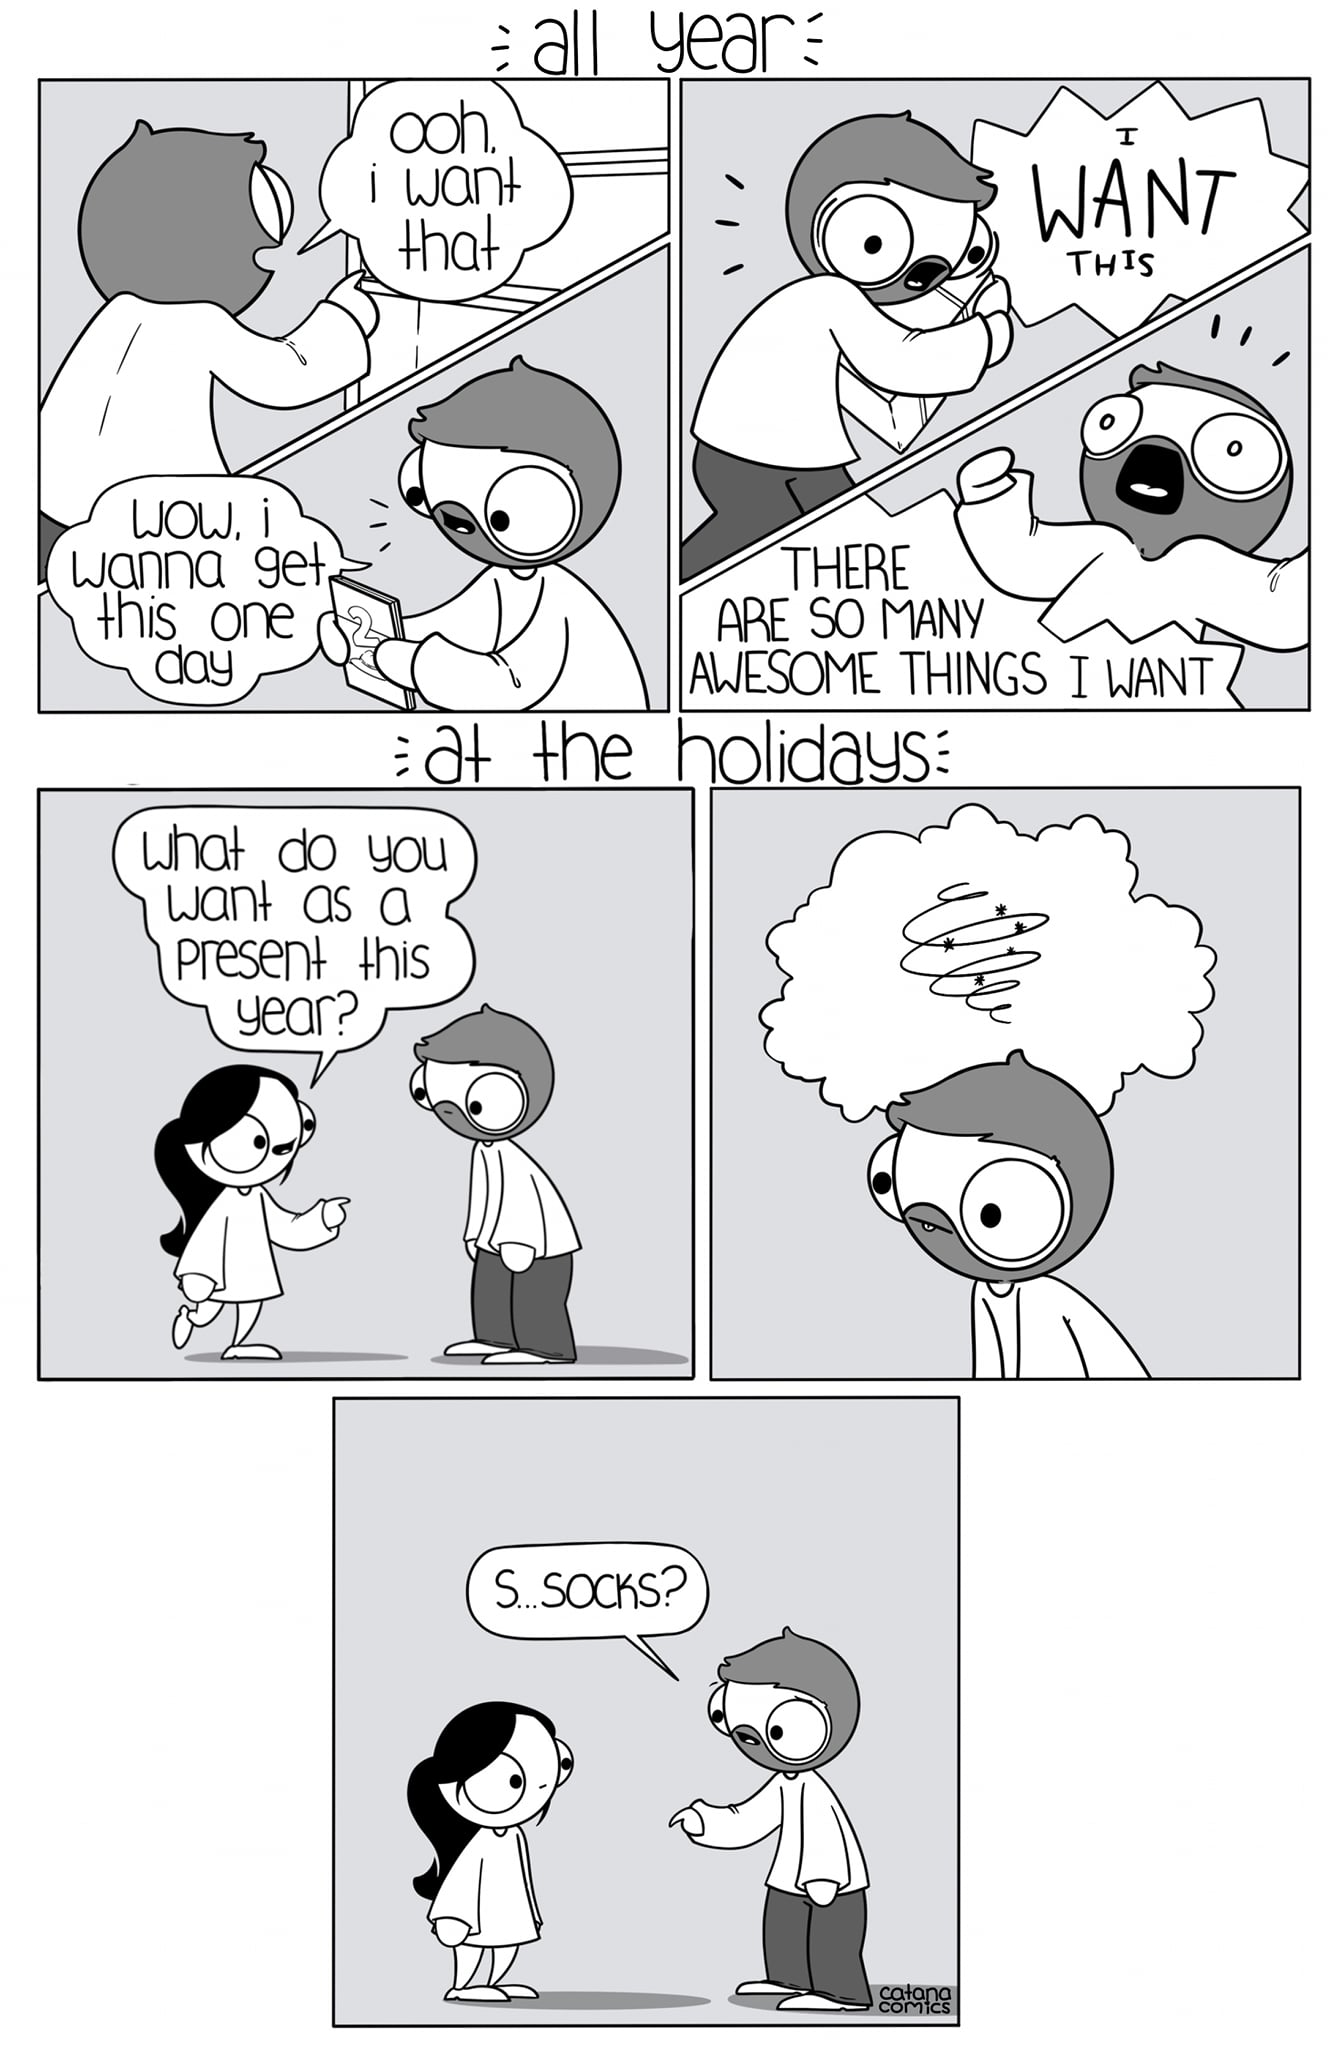 all year
ooh,
i want
that
wow, i
wanna get
this one
day
I
WANT
THIS
THERE
ARE SO MANY
AWESOME THINGS I WANT
at the holidays
what do you
want as a
present this
year?
S...SOCKS?
catana
comics